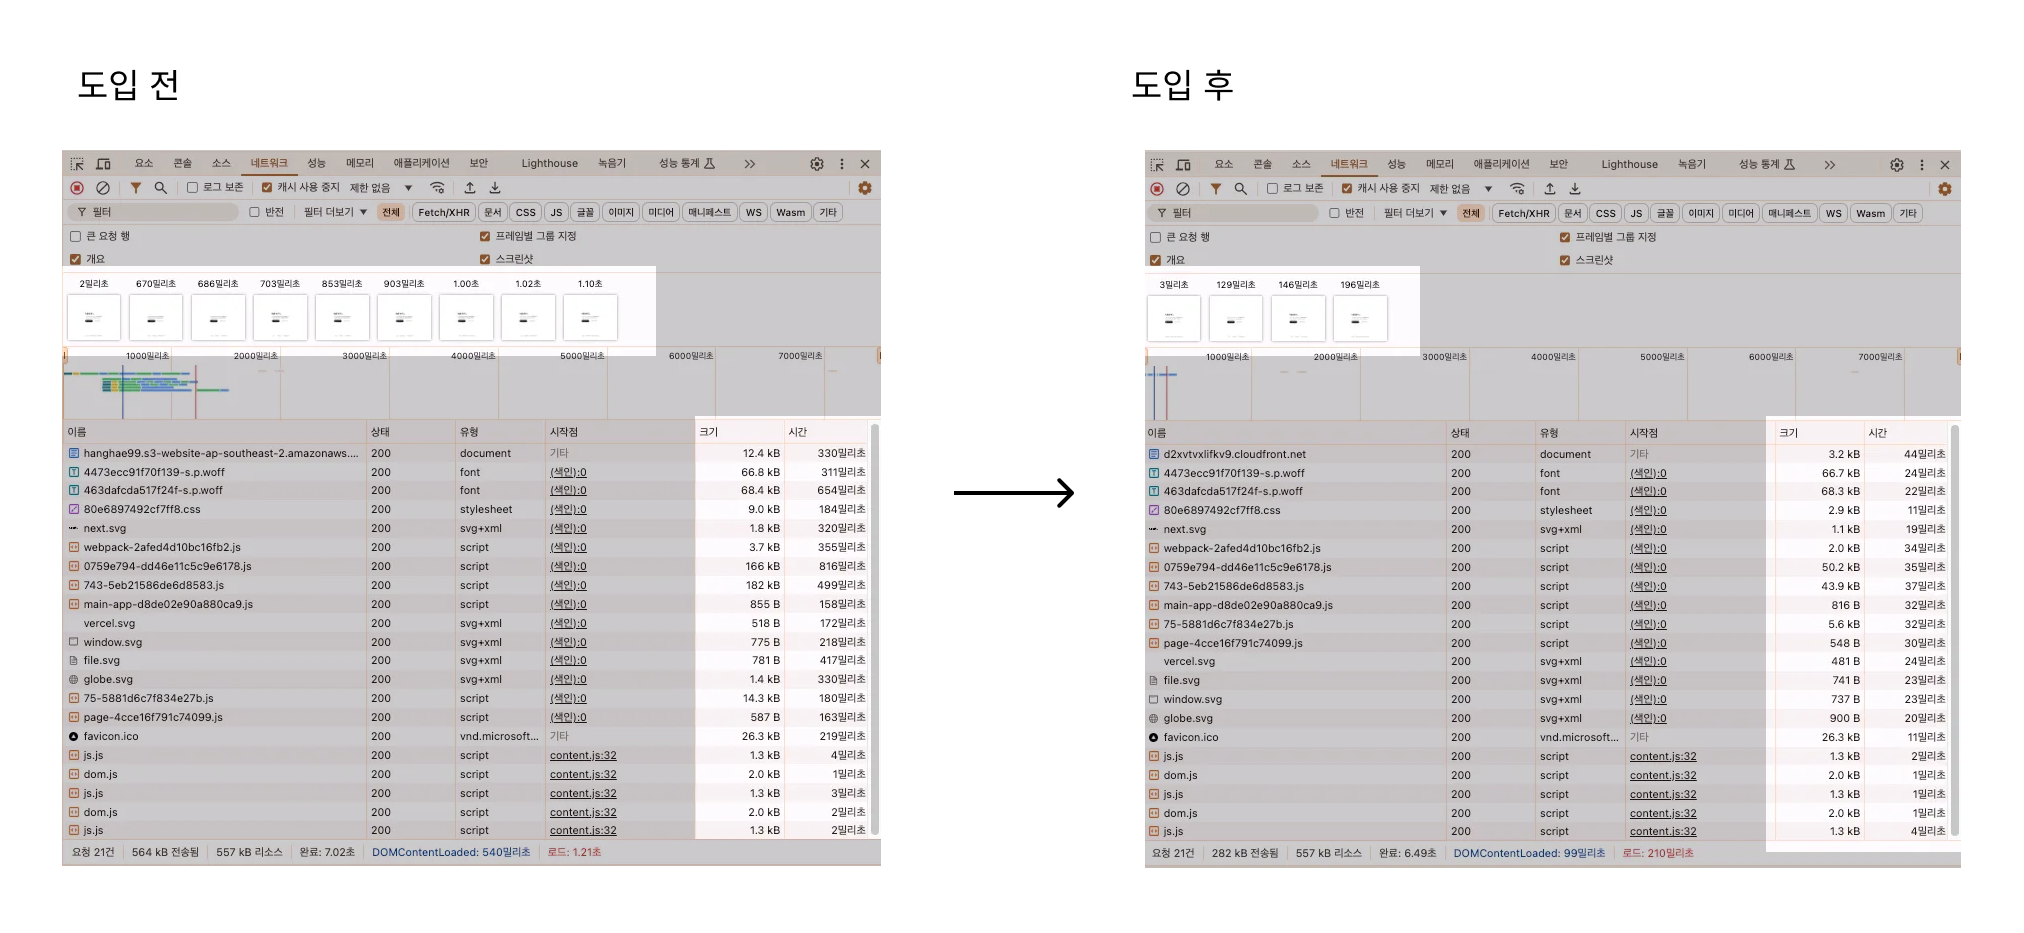 도입 전
요소 콘솔 소스 네트워크 성능 메모리 애플리케이션 보안 Lighthouse 녹음기 성능 통계
로그 보존 캐시 사용 중지 제한 없음
필터 반전 필터 더보기 전체 Fetch/XHR 문서 CSS JS 글꼴 이미지 미디어 매니페스트 WS Wasm 기타
큰 요청 행 프레임별 그룹 지정
개요 스크린샷
2밀리초 670밀리초 686밀리초 703밀리초 853밀리초 903밀리초 1.00초 1.02초 1.10초
1000밀리초 2000밀리초 3000밀리초 4000밀리초 5000밀리초 6000밀리초 7000밀리초
이름 상태 유형 시작점 크기 시간
hanghae99.s3-website-ap-southeast-2.amazonaws.... 200 document 기타 12.4 kB 330밀리초
4473ecc91f70f139-s.p.woff 200 font (색인):0 66.8 kB 311밀리초
463dafcda517f24f-s.p.woff 200 font (색인):0 68.4 kB 654밀리초
80e6897492cf7ff8.css 200 stylesheet (색인):0 9.0 kB 184밀리초
next.svg 200 svg+xml (색인):0 1.8 kB 320밀리초
webpack-2afed4d10bc16fb2.js 200 script (색인):0 3.7 kB 355밀리초
0759e794-dd46e11c5c9e6178.js 200 script (색인):0 166 kB 816밀리초
743-5eb21586de6d8583.js 200 script (색인):0 182 kB 499밀리초
main-app-d8de02e90a880ca9.js 200 script (색인):0 855 B 158밀리초
vercel.svg 200 svg+xml (색인):0 518 B 172밀리초
window.svg 200 svg+xml (색인):0 775 B 218밀리초
file.svg 200 svg+xml (색인):0 781 B 417밀리초
globe.svg 200 svg+xml (색인):0 1.4 kB 330밀리초
75-5881d6c7f834e27b.js 200 script (색인):0 14.3 kB 180밀리초
page-4cce16f791c74099.js 200 script (색인):0 587 B 163밀리초
favicon.ico 200 vnd.microsoft... 기타 26.3 kB 219밀리초
js.js 200 script content.js:32 1.3 kB 4밀리초
dom.js 200 script content.js:32 2.0 kB 1밀리초
js.js 200 script content.js:32 1.3 kB 3밀리초
dom.js 200 script content.js:32 2.0 kB 2밀리초
js.js 200 script content.js:32 1.3 kB 2밀리초
요청 21건 564 kB 전송됨 557 kB 리소스 완료: 7.02초 DOMContentLoaded: 540밀리초 로드: 1.21초
도입 후
요소 콘솔 소스 네트워크 성능 메모리 애플리케이션 보안 Lighthouse 녹음기 성능 통계
로그 보존 캐시 사용 중지 제한 없음
필터 반전 필터 더보기 전체 Fetch/XHR 문서 CSS JS 글꼴 이미지 미디어 매니페스트 WS Wasm 기타
큰 요청 행 프레임별 그룹 지정
개요 스크린샷
3밀리초 129밀리초 146밀리초 196밀리초
1000밀리초 2000밀리초 3000밀리초 4000밀리초 5000밀리초 6000밀리초 7000밀리초
이름 상태 유형 시작점 크기 시간
d2xvtvxlifkv9.cloudfront.net 200 document 기타 3.2 kB 44밀리초
4473ecc91f70f139-s.p.woff 200 font (색인):0 66.7 kB 24밀리초
463dafcda517f24f-s.p.woff 200 font (색인):0 68.3 kB 22밀리초
80e6897492cf7ff8.css 200 stylesheet (색인):0 2.9 kB 11밀리초
next.svg 200 svg+xml (색인):0 1.1 kB 19밀리초
webpack-2afed4d10bc16fb2.js 200 script (색인):0 2.0 kB 34밀리초
0759e794-dd46e11c5c9e6178.js 200 script (색인):0 50.2 kB 35밀리초
743-5eb21586de6d8583.js 200 script (색인):0 43.9 kB 37밀리초
main-app-d8de02e90a880ca9.js 200 script (색인):0 816 B 32밀리초
75-5881d6c7f834e27b.js 200 script (색인):0 5.6 kB 32밀리초
page-4cce16f791c74099.js 200 script (색인):0 548 B 30밀리초
vercel.svg 200 svg+xml (색인):0 481 B 24밀리초
file.svg 200 svg+xml (색인):0 741 B 23밀리초
window.svg 200 svg+xml (색인):0 737 B 23밀리초
globe.svg 200 svg+xml (색인):0 900 B 20밀리초
favicon.ico 200 vnd.microsoft... 기타 26.3 kB 11밀리초
js.js 200 script content.js:32 1.3 kB 2밀리초
dom.js 200 script content.js:32 2.0 kB 1밀리초
js.js 200 script content.js:32 1.3 kB 1밀리초
dom.js 200 script content.js:32 2.0 kB 1밀리초
js.js 200 script content.js:32 1.3 kB 4밀리초
요청 21건 282 kB 전송됨 557 kB 리소스 완료: 6.49초 DOMContentLoaded: 99밀리초 로드: 210밀리초